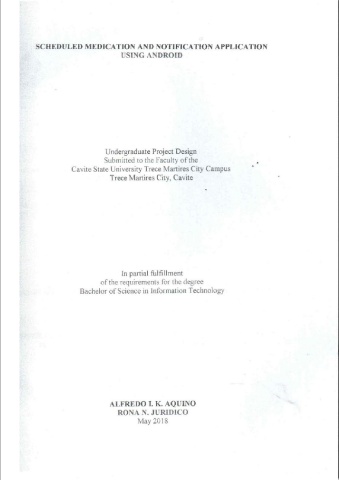 SCHEDULED MEDICATION AND NOTIFICATION APPLICATION
USING ANDROID
Undergraduate Project Design
Submitted to the Faculty of the
Cavite State University Trece Martires City Campus
Trece Martires City, Cavite
In partial fulfillment
of the requirements for the degree
Bachelor of Science in Information Technology
ALFREDO I. K. AQUINO
RONA N. JURIDICO
May 2018